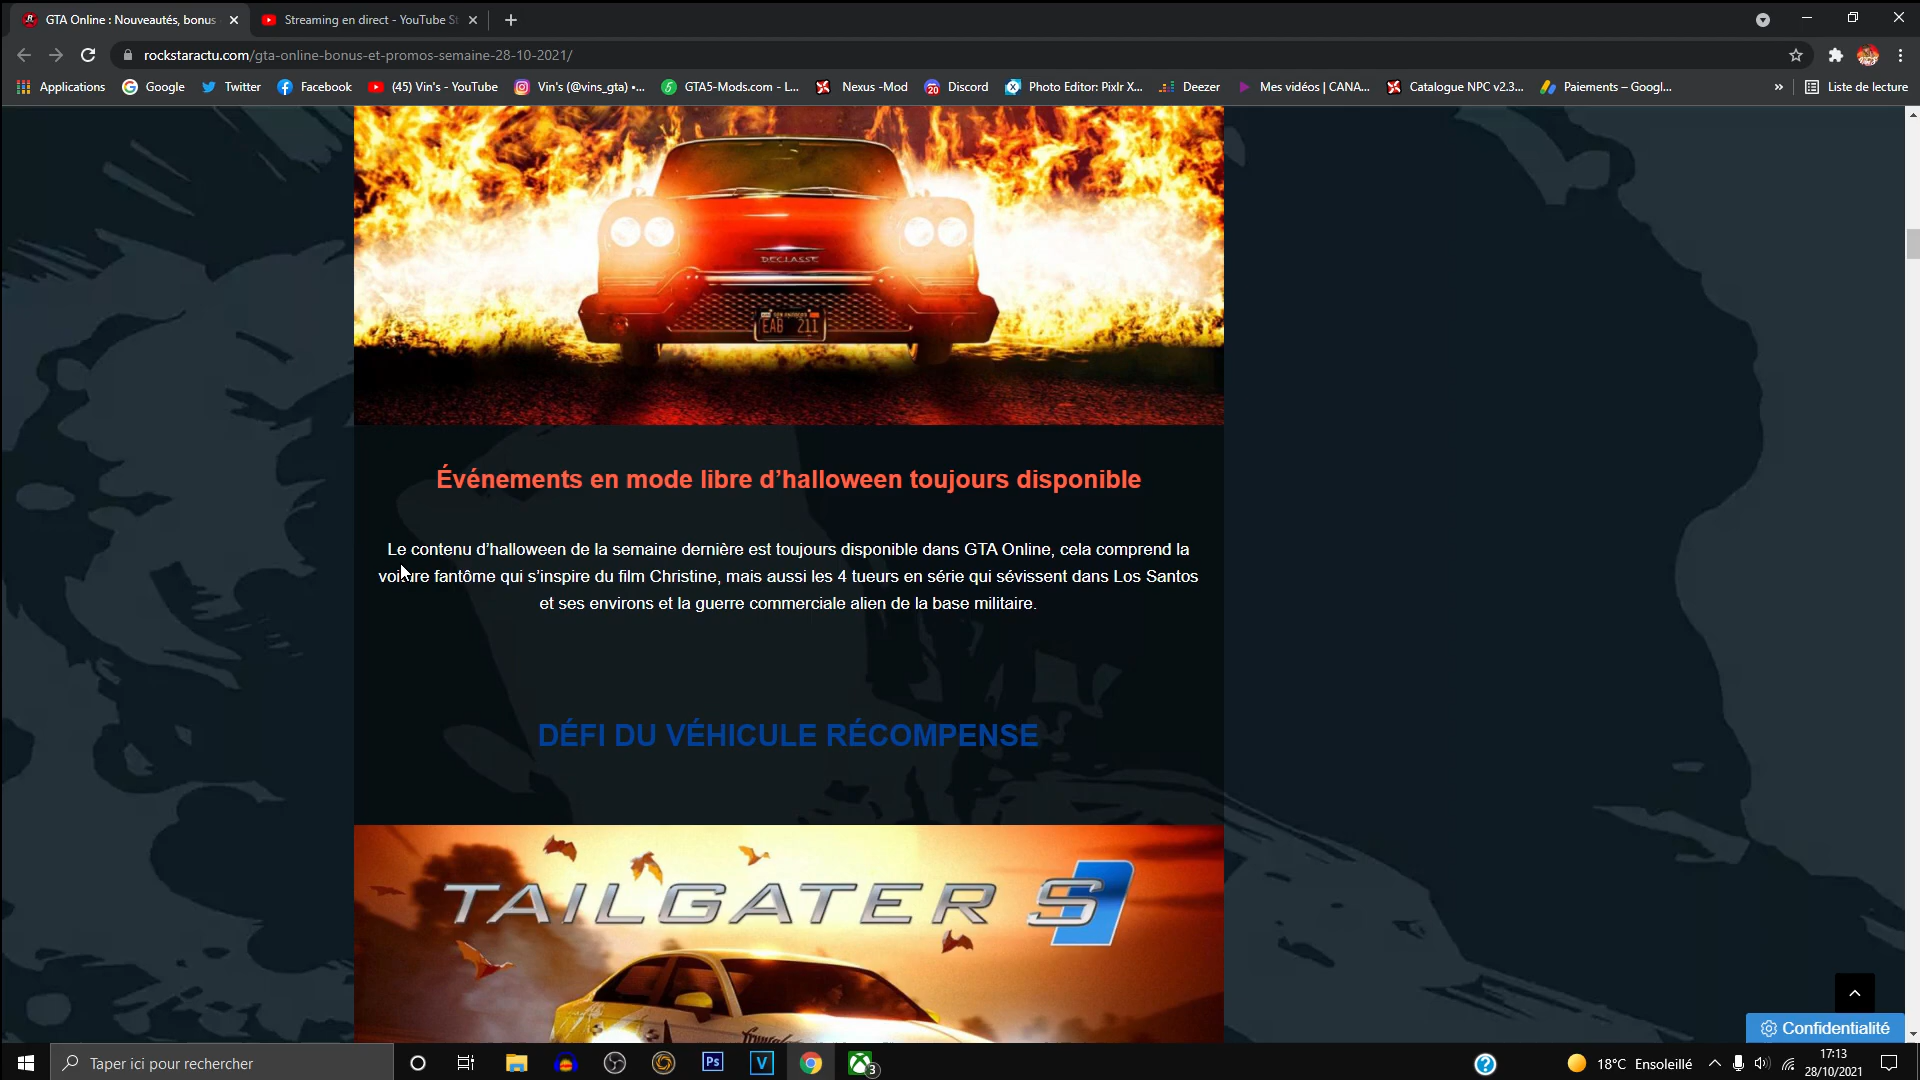 GTA Online : Nouveautés, bonus
Streaming en direct - YouTube St
rockstaractu.com/gta-online-bonus-et-promos-semaine-28-10-2021/
Applications
Google
Twitter
Facebook
(45) Vin's - YouTube
Vin's (@vins_gta) •...
GTA5-Mods.com - L...
Nexus -Mod
20
Discord
Photo Editor: Pixlr X...
Deezer
Mes vidéos | CANA...
Catalogue NPC v2.3...
Paiements – Googl...
»
Liste de lecture
DECLASSE
EAB 211
Événements en mode libre d'halloween toujours disponible
Le contenu d'halloween de la semaine dernière est toujours disponible dans GTA Online, cela comprend la
voiture fantôme qui s'inspire du film Christine, mais aussi les 4 tueurs en série qui sévissent dans Los Santos
et ses environs et la guerre commerciale alien de la base militaire.
DÉFI DU VÉHICULE RÉCOMPENSE
TAILGATER S
Confidentialité
Taper ici pour rechercher
Ps
V
3
18°C Ensoleillé
17:13
28/10/2021